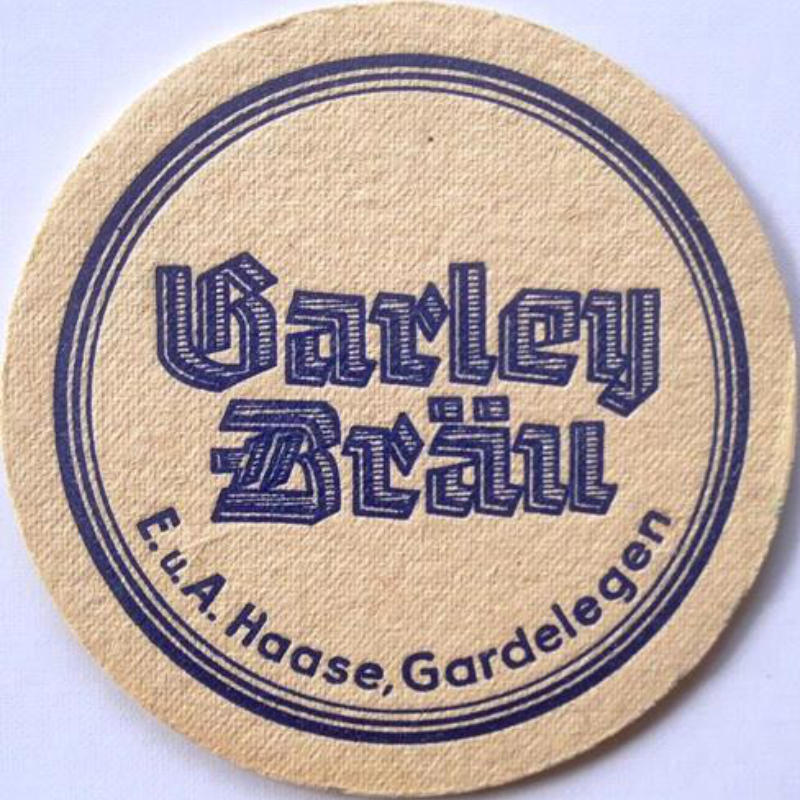 Garley
Bräu
E. u. A. Haase, Gardelegen